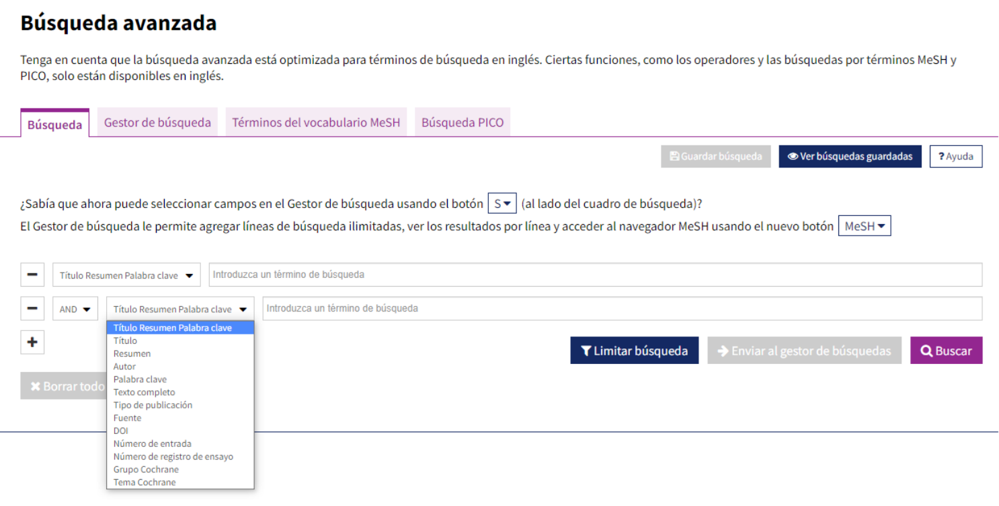 Búsqueda avanzada
Tenga en cuenta que la búsqueda avanzada está optimizada para términos de búsqueda en inglés. Ciertas funciones, como los operadores y las búsquedas por términos MeSH y
PICO, solo están disponibles en inglés.
Búsqueda Gestor de búsqueda Términos del vocabulario MeSH Búsqueda PICO
Guardar búsqueda Ver búsquedas guardadas ? Ayuda
¿Sabía que ahora puede seleccionar campos en el Gestor de búsqueda usando el botón S (al lado del cuadro de búsqueda)?
El Gestor de búsqueda le permite agregar líneas de búsqueda ilimitadas, ver los resultados por línea y acceder al navegador MeSH usando el nuevo botón MeSH
Título Resumen Palabra clave Introduzca un término de búsqueda
AND Título Resumen Palabra clave Introduzca un término de búsqueda
Título Resumen Palabra clave
Título
Resumen
Autor
Palabra clave
Texto completo
Tipo de publicación
Fuente
DOI
Número de entrada
Número de registro de ensayo
Grupo Cochrane
Tema Cochrane
Limitar búsqueda Enviar al gestor de búsquedas Buscar
Borrar todo